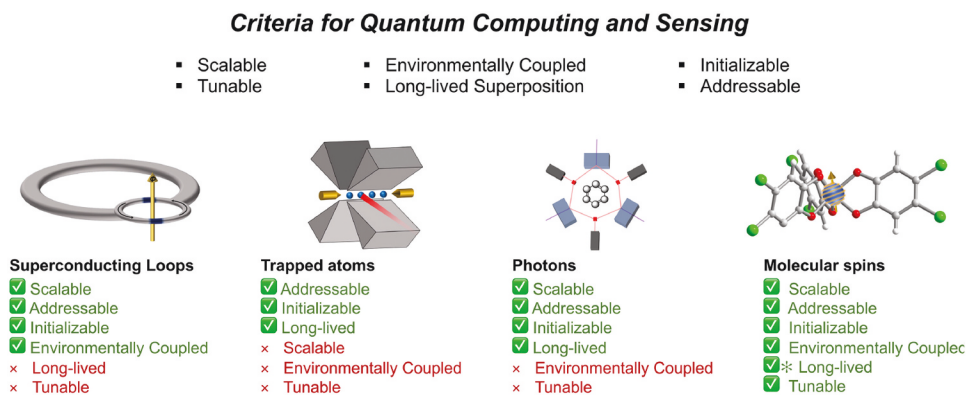 Criteria for Quantum Computing and Sensing
▪ Scalable
▪ Tunable
▪ Environmentally Coupled
▪ Long-lived Superposition
▪ Initializable
▪ Addressable
Superconducting Loops
✅ Scalable
✅ Addressable
✅ Initializable
✅ Environmentally Coupled
× Long-lived
× Tunable
Trapped atoms
✅ Addressable
✅ Initializable
✅ Long-lived
× Scalable
× Environmentally Coupled
× Tunable
Photons
✅ Scalable
✅ Addressable
✅ Initializable
✅ Long-lived
× Environmentally Coupled
× Tunable
Molecular spins
✅ Scalable
✅ Addressable
✅ Initializable
✅ Environmentally Couplec
✅* Long-lived
✅ Tunable